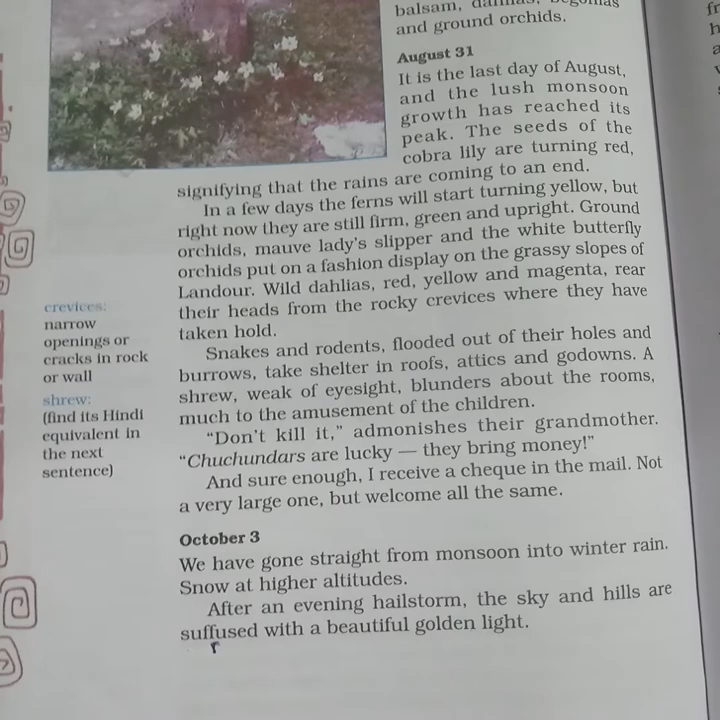 balsam, dahlias, begonias
and ground orchids.
August 31
It is the last day of August,
and the lush monsoon
growth has reached its
peak. The seeds of the
cobra lily are turning red,
signifying that the rains are coming to an end.
In a few days the ferns will start turning yellow, but
right now they are still firm, green and upright. Ground
orchids, mauve lady's slipper and the white butterfly
orchids put on a fashion display on the grassy slopes of
Landour. Wild dahlias, red, yellow and magenta, rear
their heads from the rocky crevices where they have
taken hold.
Snakes and rodents, flooded out of their holes and
burrows, take shelter in roofs, attics and godowns. A
shrew, weak of eyesight, blunders about the rooms,
much to the amusement of the children.
"Don't kill it," admonishes their grandmother.
"Chuchundars are lucky — they bring money!"
And sure enough, I receive a cheque in the mail. Not
a very large one, but welcome all the same.
October 3
We have gone straight from monsoon into winter rain.
Snow at higher altitudes.
After an evening hailstorm, the sky and hills are
suffused with a beautiful golden light.
crevices:
narrow
openings or
cracks in rock
or wall
shrew:
(find its Hindi
equivalent in
the next
sentence)